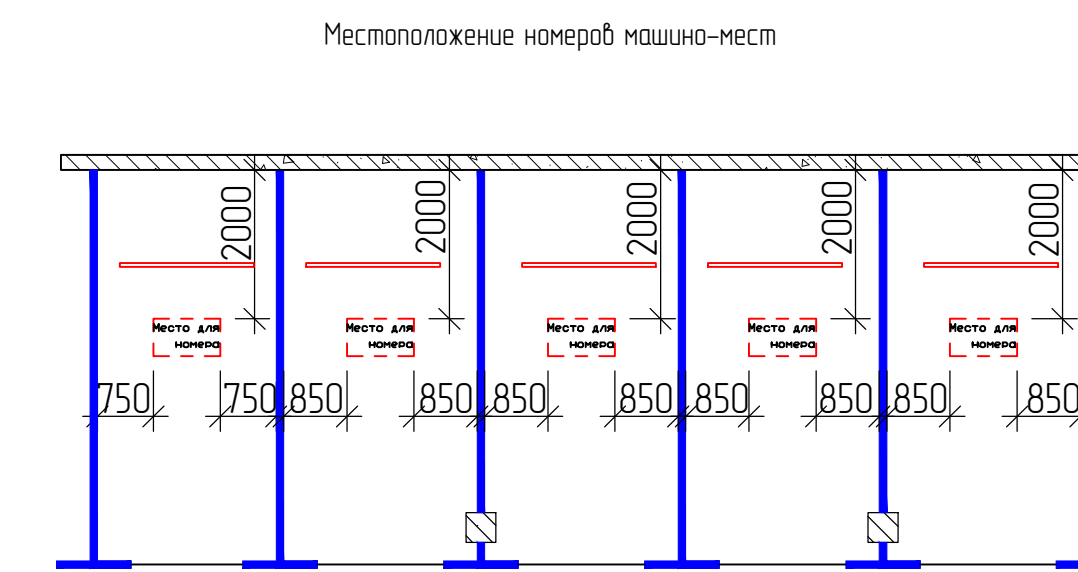 Местоположение номеров машино-мест
2000 2000 2000 2000 2000
Место для Место для Место для Место для Место для
номера номера номера номера номера
750 750 850 850 850 850 850 850 850 850